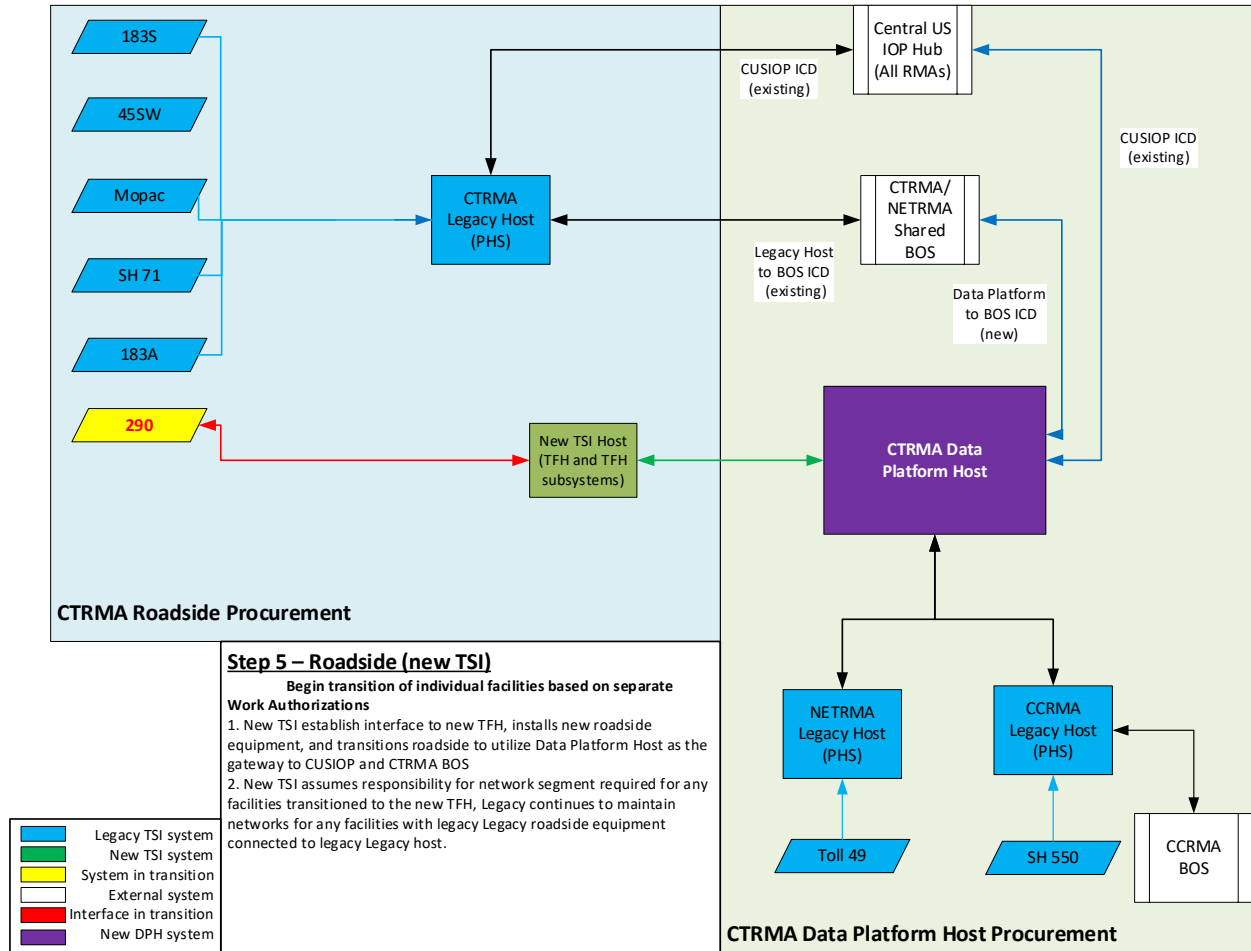 183S
45SW
Mopac
SH 71
183A
290
CTRMA
Legacy Host
(PHS)
New TSI Host
(TFH and TFH
subsystems)
CTRMA Roadside Procurement
CUSIOP ICD
(existing)
Central US
IOP Hub
(All RMAs)
CUSIOP ICD
(existing)
CTRMA/
NETRMA
Shared
BOS
Legacy Host
to BOS ICD
(existing)
Data Platform
to BOS ICD
(new)
CTRMA Data
Platform Host
NETRMA
Legacy Host
(PHS)
CCRMA
Legacy Host
(PHS)
Toll 49
SH 550
CCRMA
BOS
CTRMA Data Platform Host Procurement
Step 5 – Roadside (new TSI)
Begin transition of individual facilities based on separate
Work Authorizations
1. New TSI establish interface to new TFH, installs new roadside
equipment, and transitions roadside to utilize Data Platform Host as the
gateway to CUSIOP and CTRMA BOS
2. New TSI assumes responsibility for network segment required for any
facilities transitioned to the new TFH, Legacy continues to maintain
networks for any facilities with legacy Legacy roadside equipment
connected to legacy Legacy host.
Legacy TSI system
New TSI system
System in transition
External system
Interface in transition
New DPH system